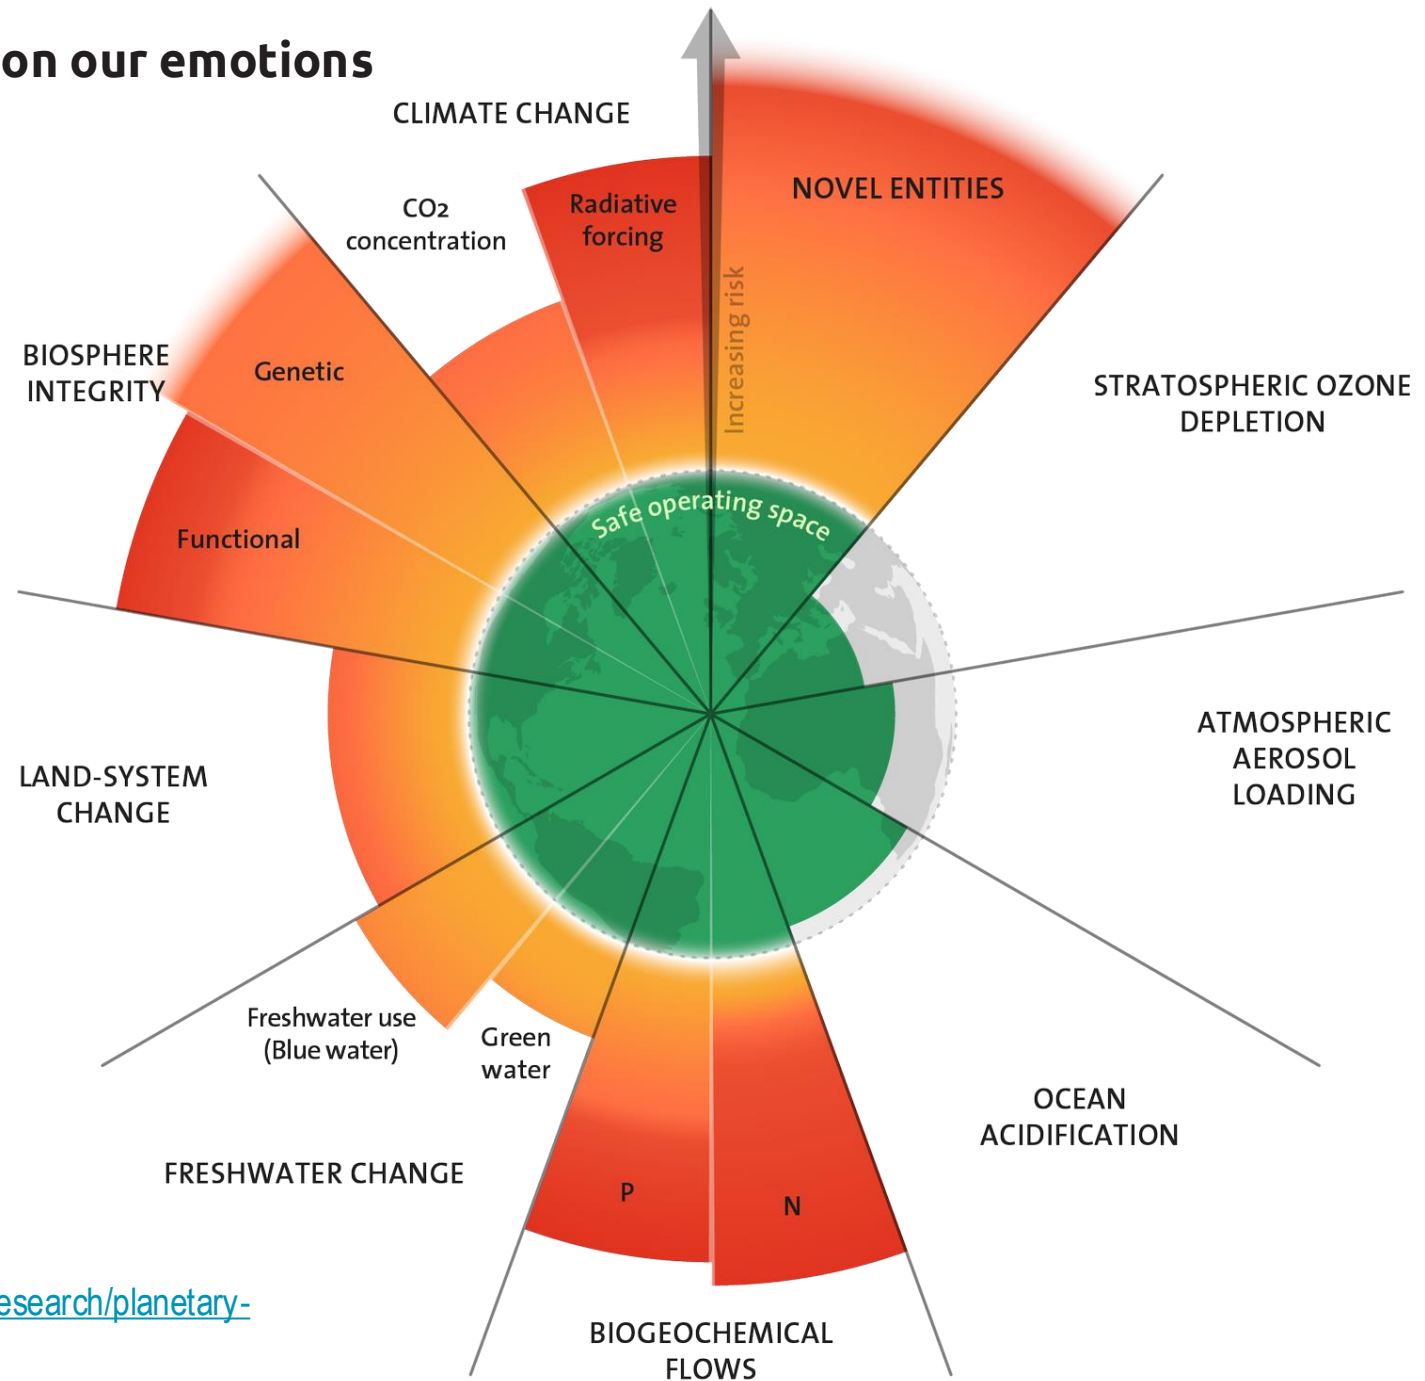 on our emotions
CLIMATE CHANGE
CO2
concentration
Radiative
forcing
NOVEL ENTITIES
Increasing risk
BIOSPHERE
INTEGRITY
Genetic
Functional
STRATOSPHERIC OZONE
DEPLETION
Safe operating space
ATMOSPHERIC
AEROSOL
LOADING
LAND-SYSTEM
CHANGE
Freshwater use
(Blue water)
Green
water
OCEAN
ACIDIFICATION
FRESHWATER CHANGE
P
N
esearch/planetary-
BIOGEOCHEMICAL
FLOWS